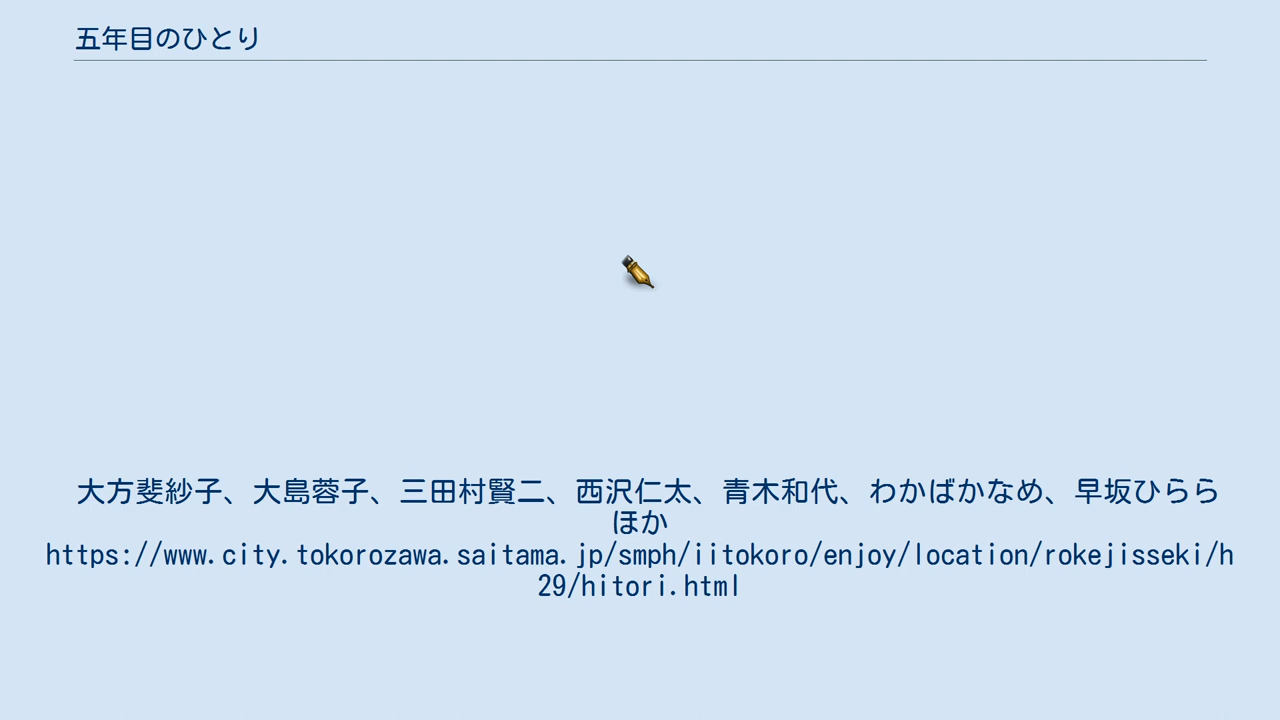 五年目のひとり
大方斐紗子、大島蓉子、三田村賢二、西沢仁太、青木和代、わかばかなめ、早坂ひらら
ほか
https://www.city.tokorozawa.saitama.jp/smph/iitokoro/enjoy/location/rokejisseki/h
29/hitori.html